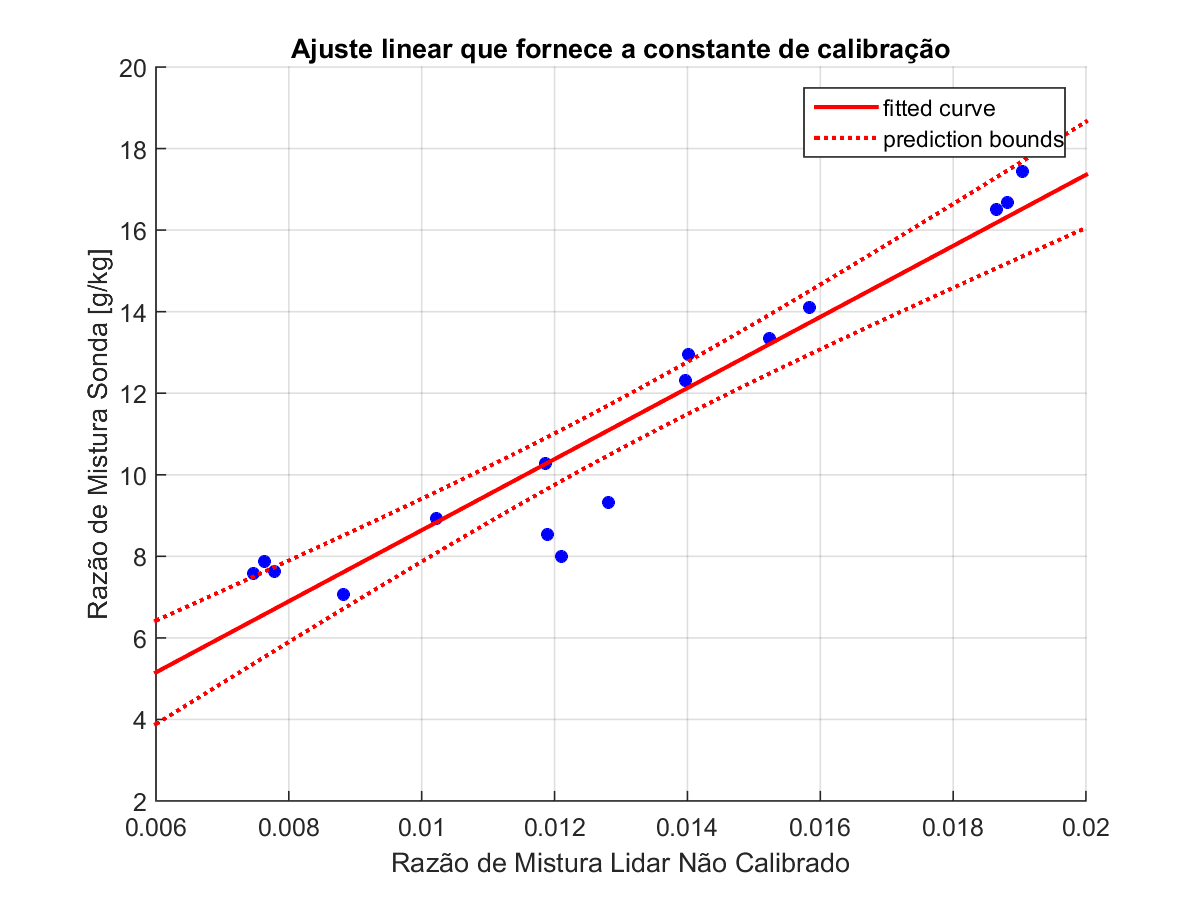 Ajuste linear que fornece a constante de calibração
fitted curve
prediction bounds
20
18
16
14
12
10
8
6
4
2
Razão de Mistura Sonda [g/kg]
0.006 0.008 0.01 0.012 0.014 0.016 0.018 0.02
Razão de Mistura Lidar Não Calibrado